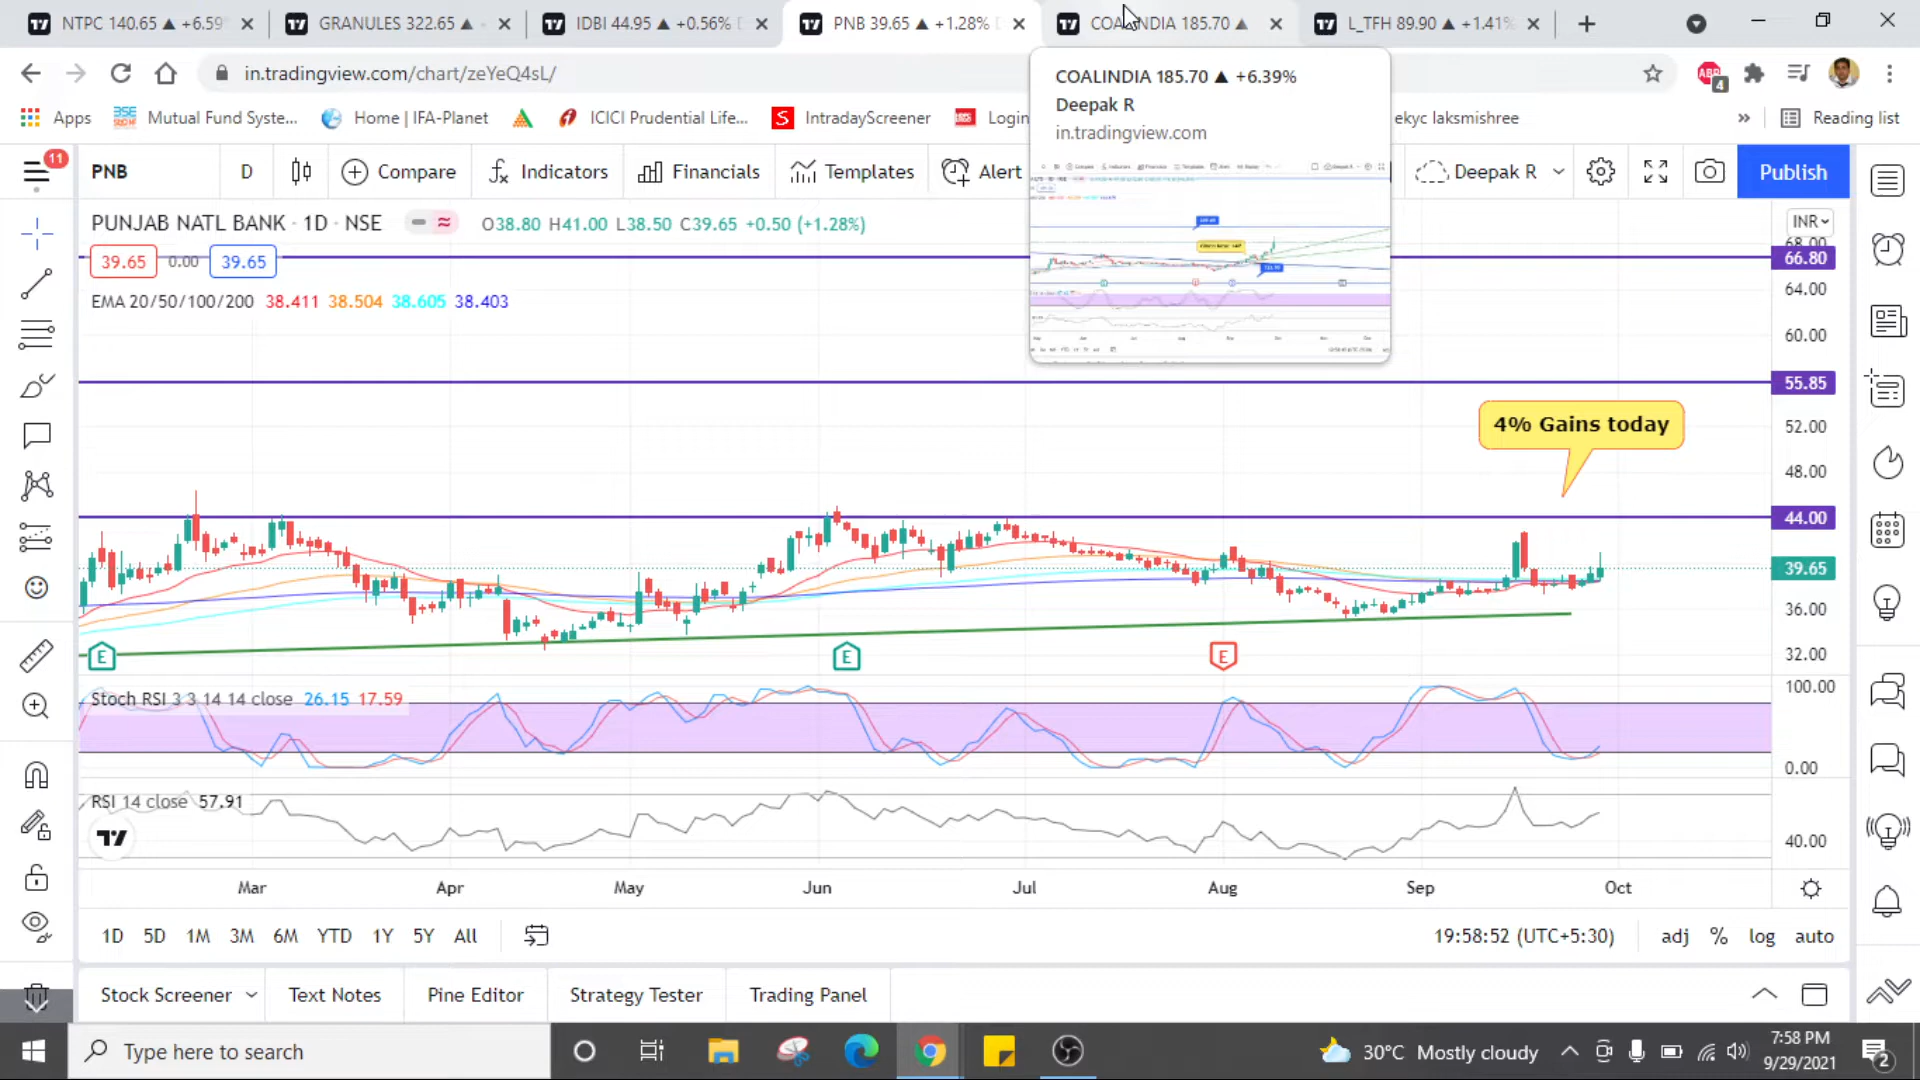 NTPC 140.65 ▲ +6.59
GRANULES 322.65 ▲
IDBI 44.95 ▲ +0.56%
PNB 39.65 ▲ +1.28%
COALINDIA 185.70 ▲
L_TFH 89.90 ▲ +1.41%
in.tradingview.com/chart/zeYeQ4sL/
ABP 4
Apps
BSE Mutual Fund Syste...
Home | IFA-Planet
ICICI Prudential Life...
S IntradayScreener
Login
ekyc laksmishree
»
Reading list
COALINDIA 185.70 ▲ +6.39%
Deepak R
in.tradingview.com
11
PNB
D
Compare
Indicators
Financials
Templates
Alert
Deepak R
Publish
PUNJAB NATL BANK · 1D · NSE
O38.80 H41.00 L38.50 C39.65 +0.50 (+1.28%)
INR
39.65 0.00 39.65
EMA 20/50/100/200 38.411 38.504 38.605 38.403
68.00
66.80
64.00
60.00
55.85
52.00
48.00
44.00
39.65
36.00
32.00
4% Gains today
E
E
E
Stoch RSI 3 3 14 14 close 26.15 17.59
100.00
0.00
RSI 14 close 57.91
40.00
Mar Apr May Jun Jul Aug Sep Oct
1D 5D 1M 3M 6M YTD 1Y 5Y All
19:58:52 (UTC+5:30)
adj % log auto
Stock Screener
Text Notes
Pine Editor
Strategy Tester
Trading Panel
Type here to search
30°C Mostly cloudy
7:58 PM
9/29/2021
2